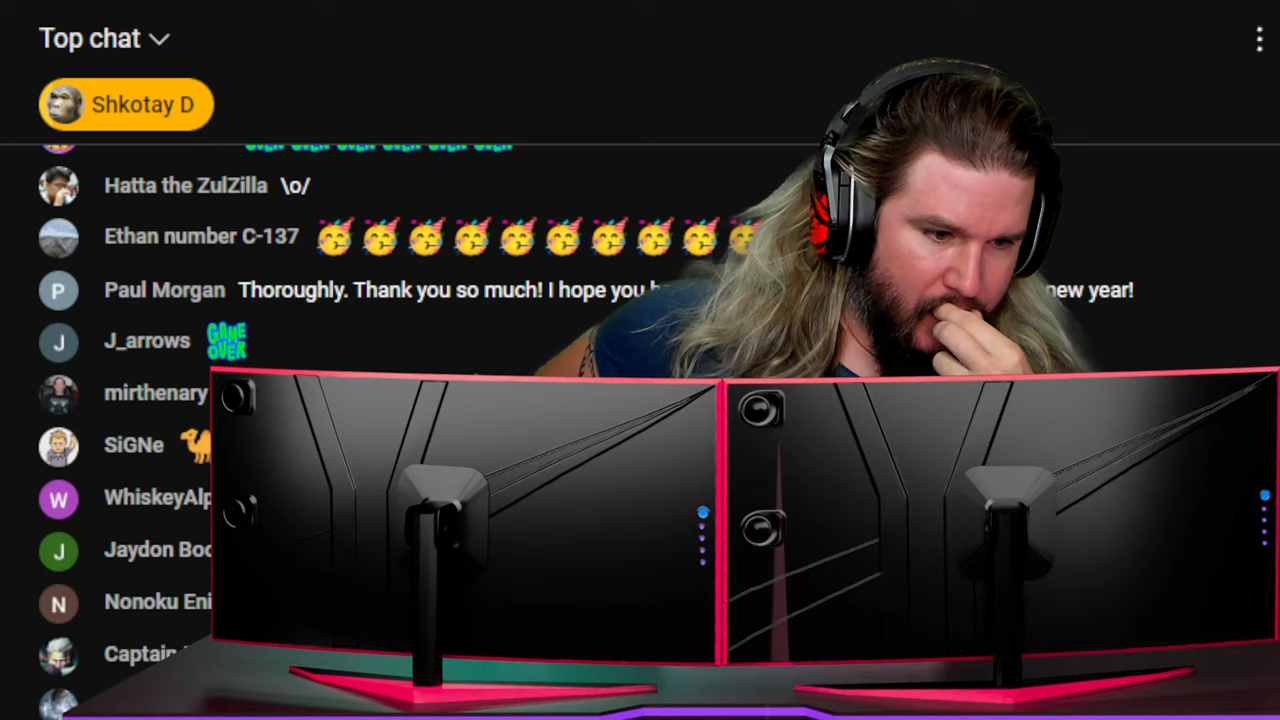 Top chat
Shkotay D
Hatta the ZulZilla \o/
Ethan number C-137
Paul Morgan Thoroughly. Thank you so much! I hope you new year!
J_arrows GAME OVER
mirthenary
SiGNe
W WhiskeyAlp
J Jaydon
N Nonoku Eni
Captain